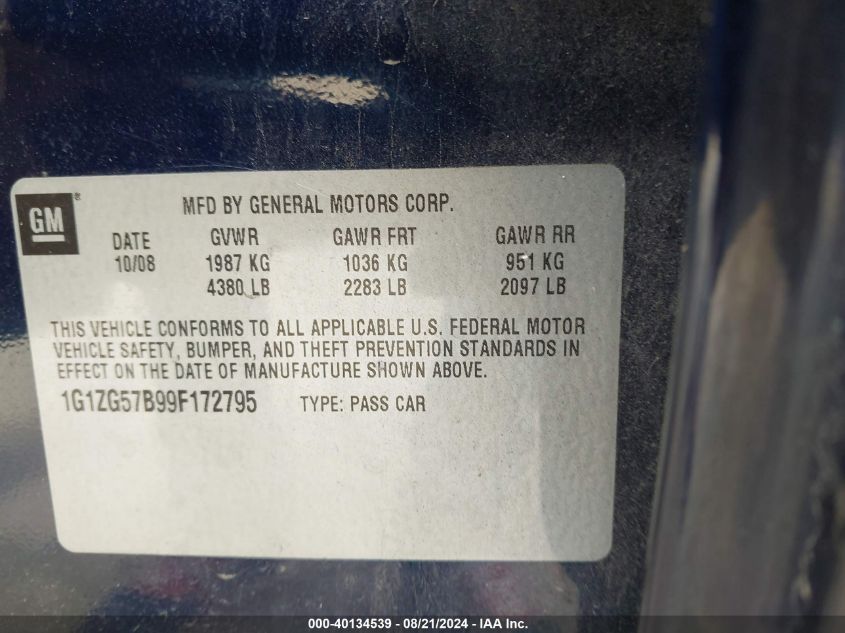 GM®
MFD BY GENERAL MOTORS CORP.
DATE GVWR GAWR FRT GAWR RR
10/08 1987 KG 1036 KG 951 KG
4380 LB 2283 LB 2097 LB
THIS VEHICLE CONFORMS TO ALL APPLICABLE U.S. FEDERAL MOTOR
VEHICLE SAFETY, BUMPER, AND THEFT PREVENTION STANDARDS IN
EFFECT ON THE DATE OF MANUFACTURE SHOWN ABOVE.
1G1ZG57B99F172795 TYPE: PASS CAR
000-40134539 - 08/21/2024 - IAA Inc.